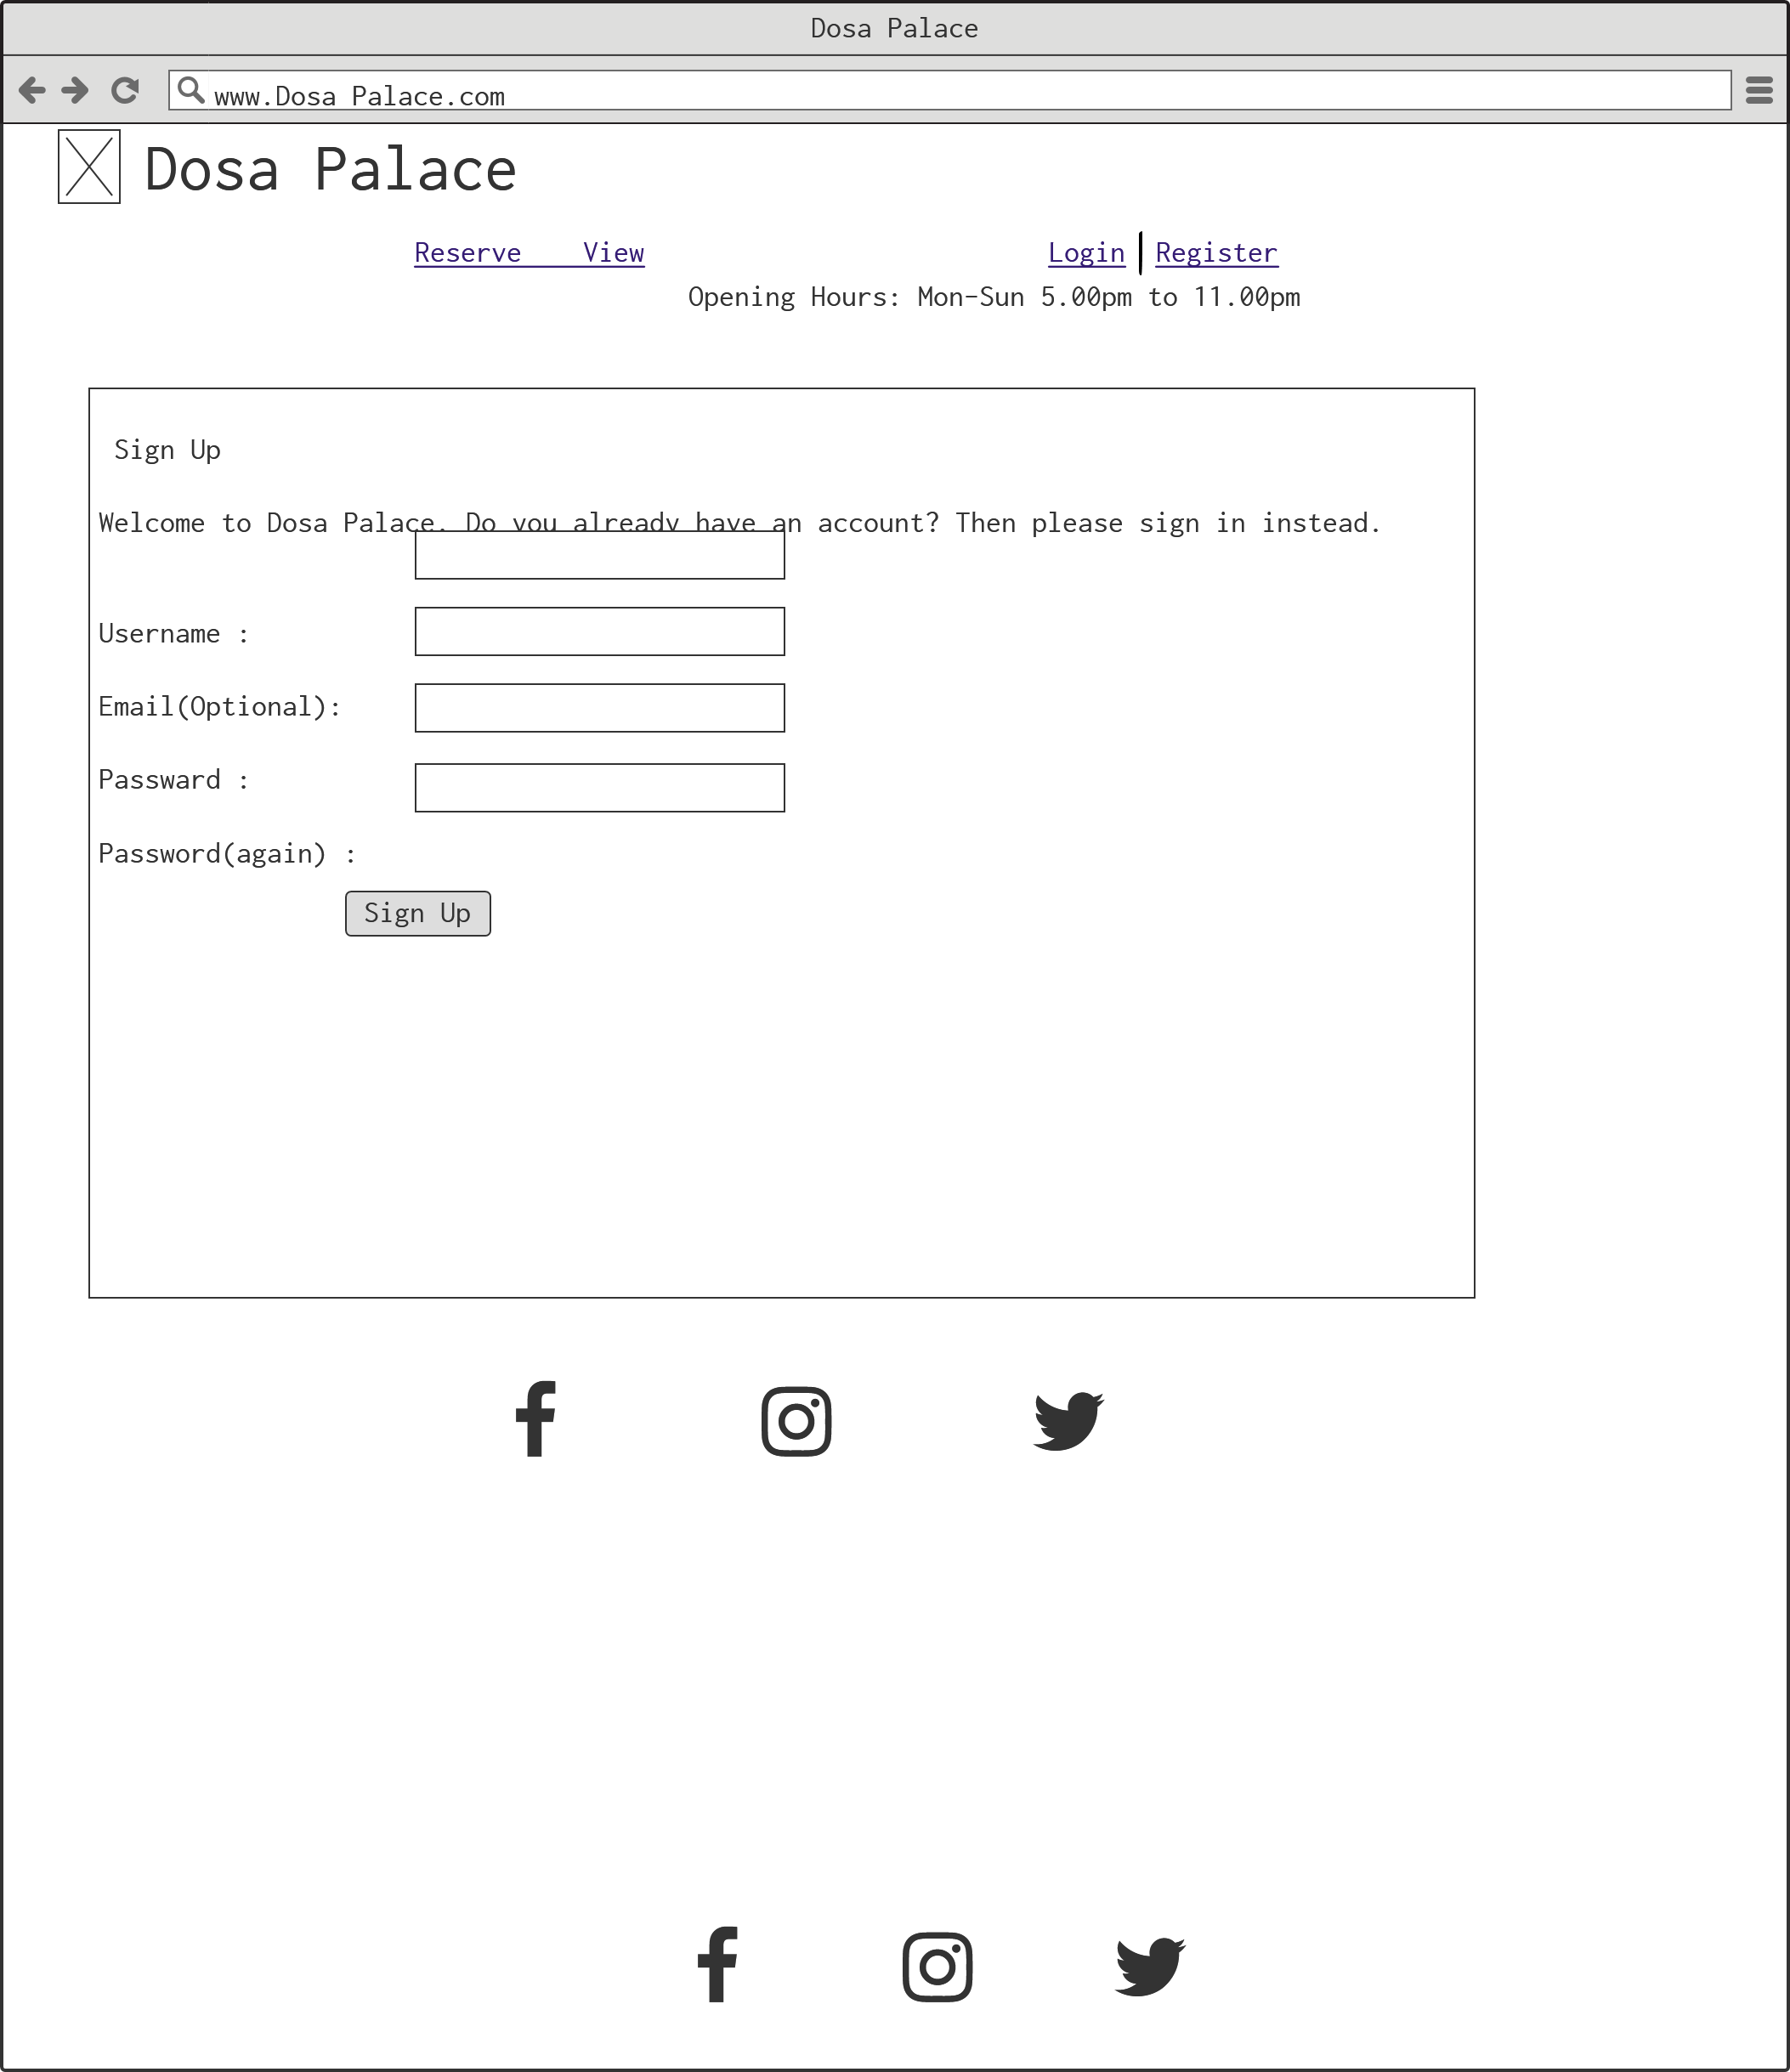 Dosa Palace
www.Dosa Palace.com
Dosa Palace
Reserve View Login Register
Opening Hours: Mon-Sun 5.00pm to 11.00pm
Sign Up
Welcome to Dosa Palace. Do you already have an account? Then please sign in instead.
Username :
Email(Optional):
Passward :
Password(again) :
Sign Up